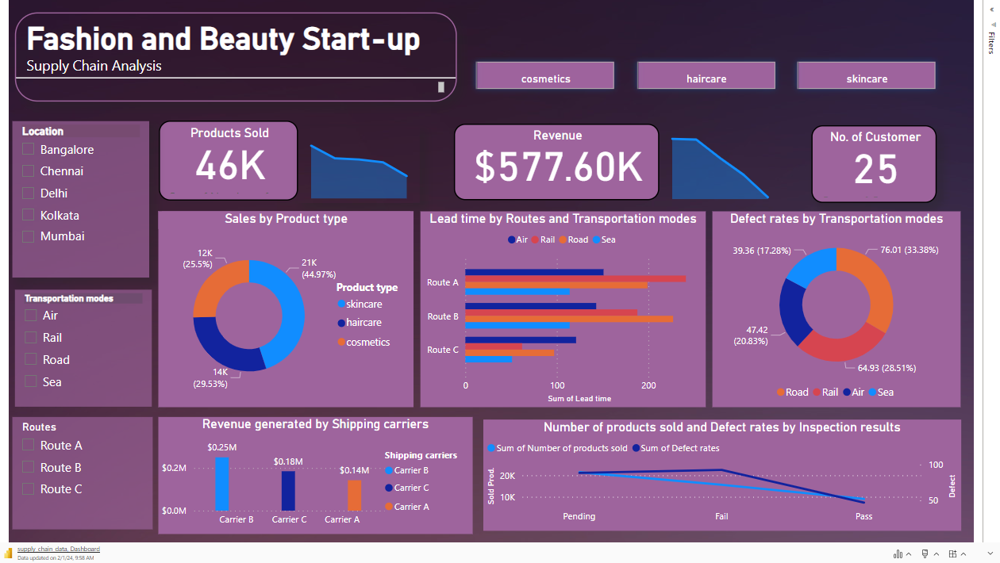 Fashion and Beauty Start-up
Supply Chain Analysis
cosmetics
haircare
skincare
Filters
Location
Bangalore
Chennai
Delhi
Kolkata
Mumbai
Transportation modes
Air
Rail
Road
Sea
Routes
Route A
Route B
Route C
Products Sold
46K
Revenue
$577.60K
No. of Customer
25
Sales by Product type
12K
(25.5%)
21K
(44.97%)
14K
(29.53%)
Product type
skincare
haircare
cosmetics
Lead time by Routes and Transportation modes
Air Rail Road Sea
Route A
Route B
Route C
0 100 200
Sum of Lead time
Defect rates by Transportation modes
39.36 (17.28%)
76.01 (33.38%)
47.42
(20.83%)
64.93 (28.51%)
Road Rail Air Sea
Revenue generated by Shipping carriers
$0.25M
$0.18M
$0.14M
$0.2M
$0.0M
Carrier B Carrier C Carrier A
Shipping carriers
Carrier B
Carrier C
Carrier A
Number of products sold and Defect rates by Inspection results
Sum of Number of products sold Sum of Defect rates
Sold Prod.
20K
10K
100
50
Defect
Pending Fail Pass
supply_chain_data, Dashboard
Data updated on 2/1/24, 9:58 AM